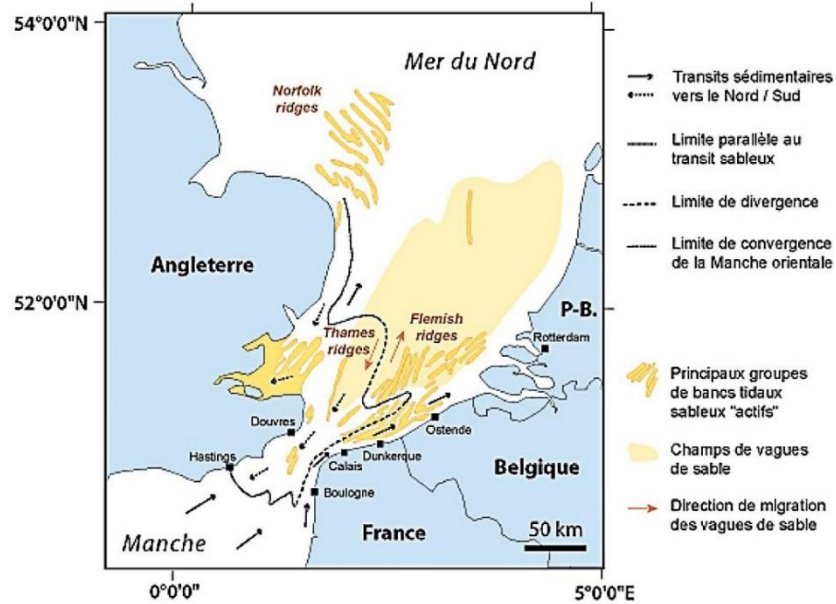 54°0'0"N
Mer du Nord
Norfolk
ridges
Angleterre
52°0'0"N
Thames
ridges
Flemish
ridges
P-B.
Rotterdam
Douvres
Hastings
Ostende
Dunkerque
Calais
Boulogne
Belgique
France
Manche
50 km
0°0'0"
5°0'0"E
Transits sédimentaires
vers le Nord / Sud
Limite parallèle au
transit sableux
Limite de divergence
Limite de convergence
de la Manche orientale
Principaux groupes
de bancs tidaux
sableux "actifs"
Champs de vagues
de sable
Direction de migration
des vagues de sable